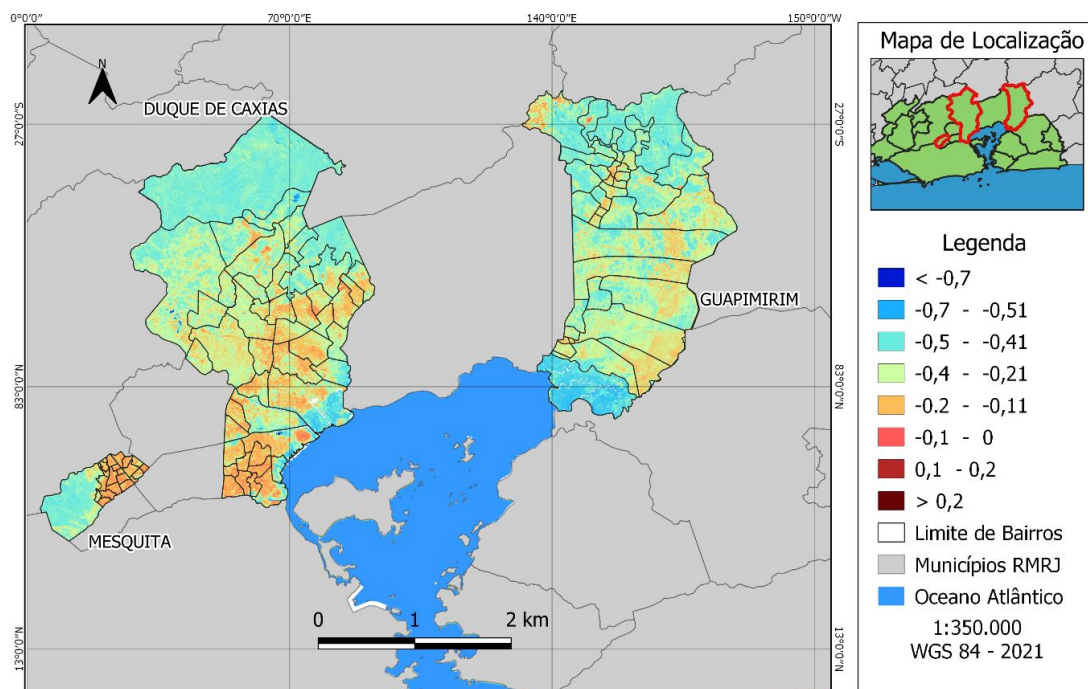 70°0'0"E
140°0'0"E
150°0'0"W
N
DUQUE DE CAXIAS
27°0'0"S
27°0'0"S
GUAPIMIRIM
83°0'0"N
83°0'0"N
MESQUITA
0 1 2 km
13°0'0"N
13°0'0"N
Mapa de Localização
Legenda
< -0,7
-0,7 - -0,51
-0,5 - -0,41
-0,4 - -0,21
-0.2 - -0,11
-0,1 - 0
0,1 - 0,2
> 0,2
Limite de Bairros
Municípios RMRJ
Oceano Atlântico
1:350.000
WGS 84 - 2021